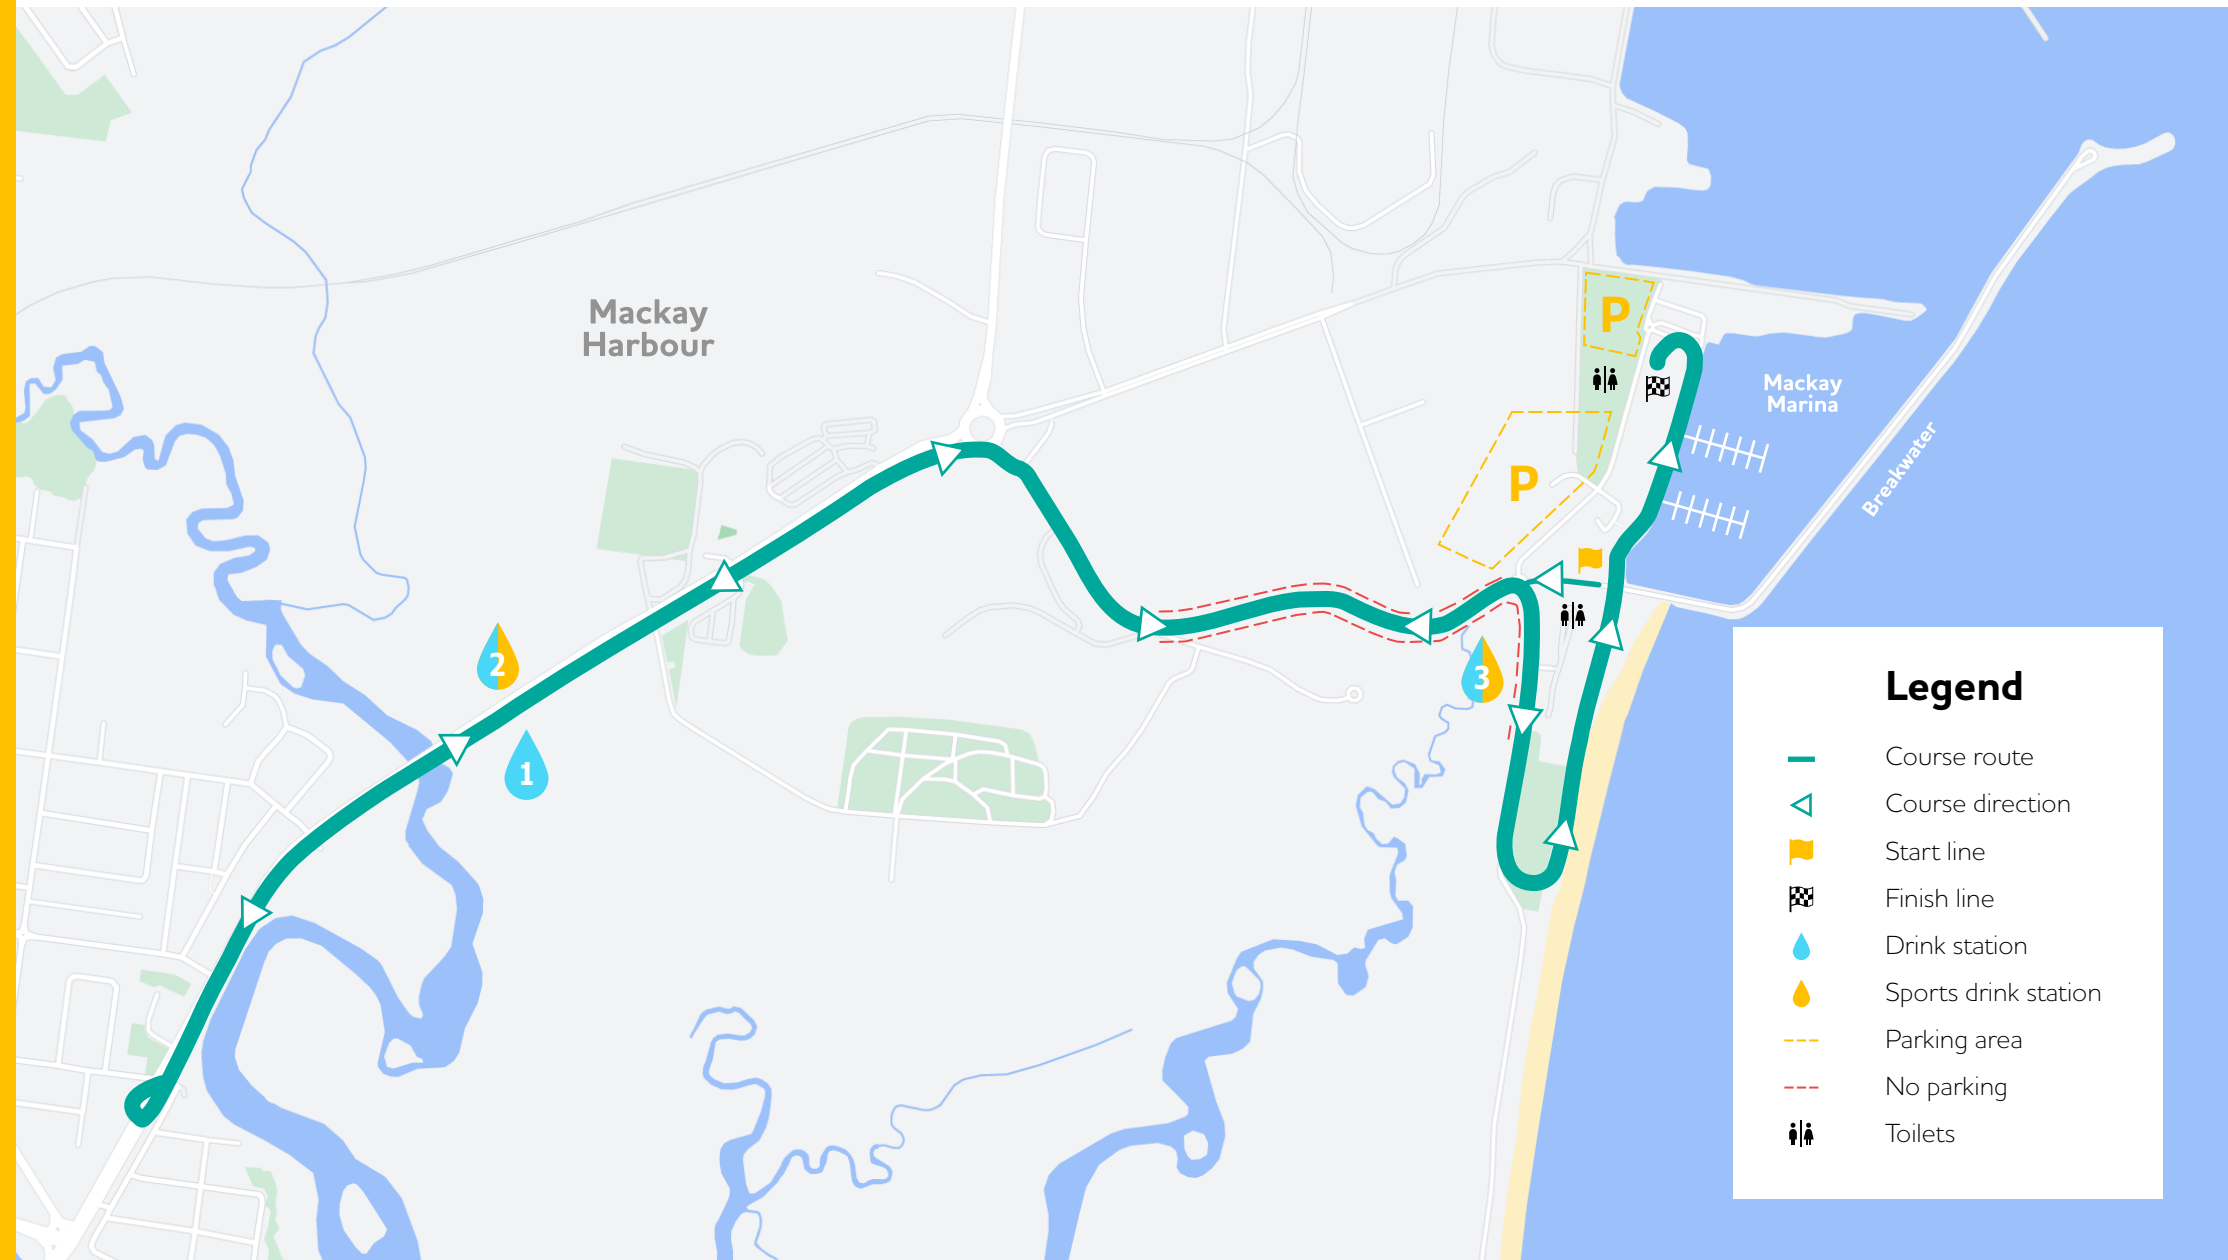 Mackay
Harbour
P
P
Mackay
Marina
Breakwater
2
1
3
Legend
Course route
Course direction
Start line
Finish line
Drink station
Sports drink station
Parking area
No parking
Toilets